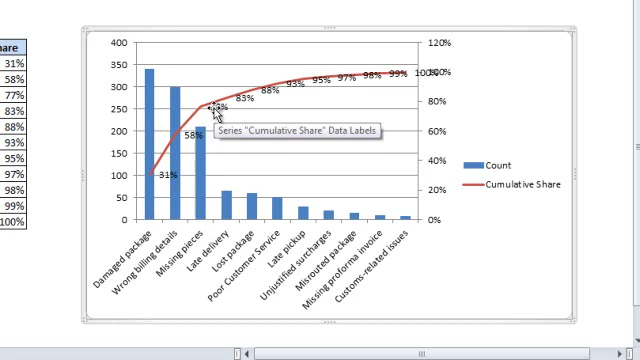 hare
31%
58%
77%
83%
88%
93%
95%
97%
98%
99%
100%
400
350
300
250
200
150
100
50
0
120%
100%
80%
60%
40%
20%
0%
31%
58%
83%
88%
93%
95%
97%
98%
99%
100%
Series "Cumulative Share" Data Labels
Count
Cumulative Share
Damaged package
Wrong billing details
Missing pieces
Late delivery
Lost package
Poor Customer Service
Late pickup
Unjustified surcharges
Misrouted package
Missing proforma invoice
Customs-related issues